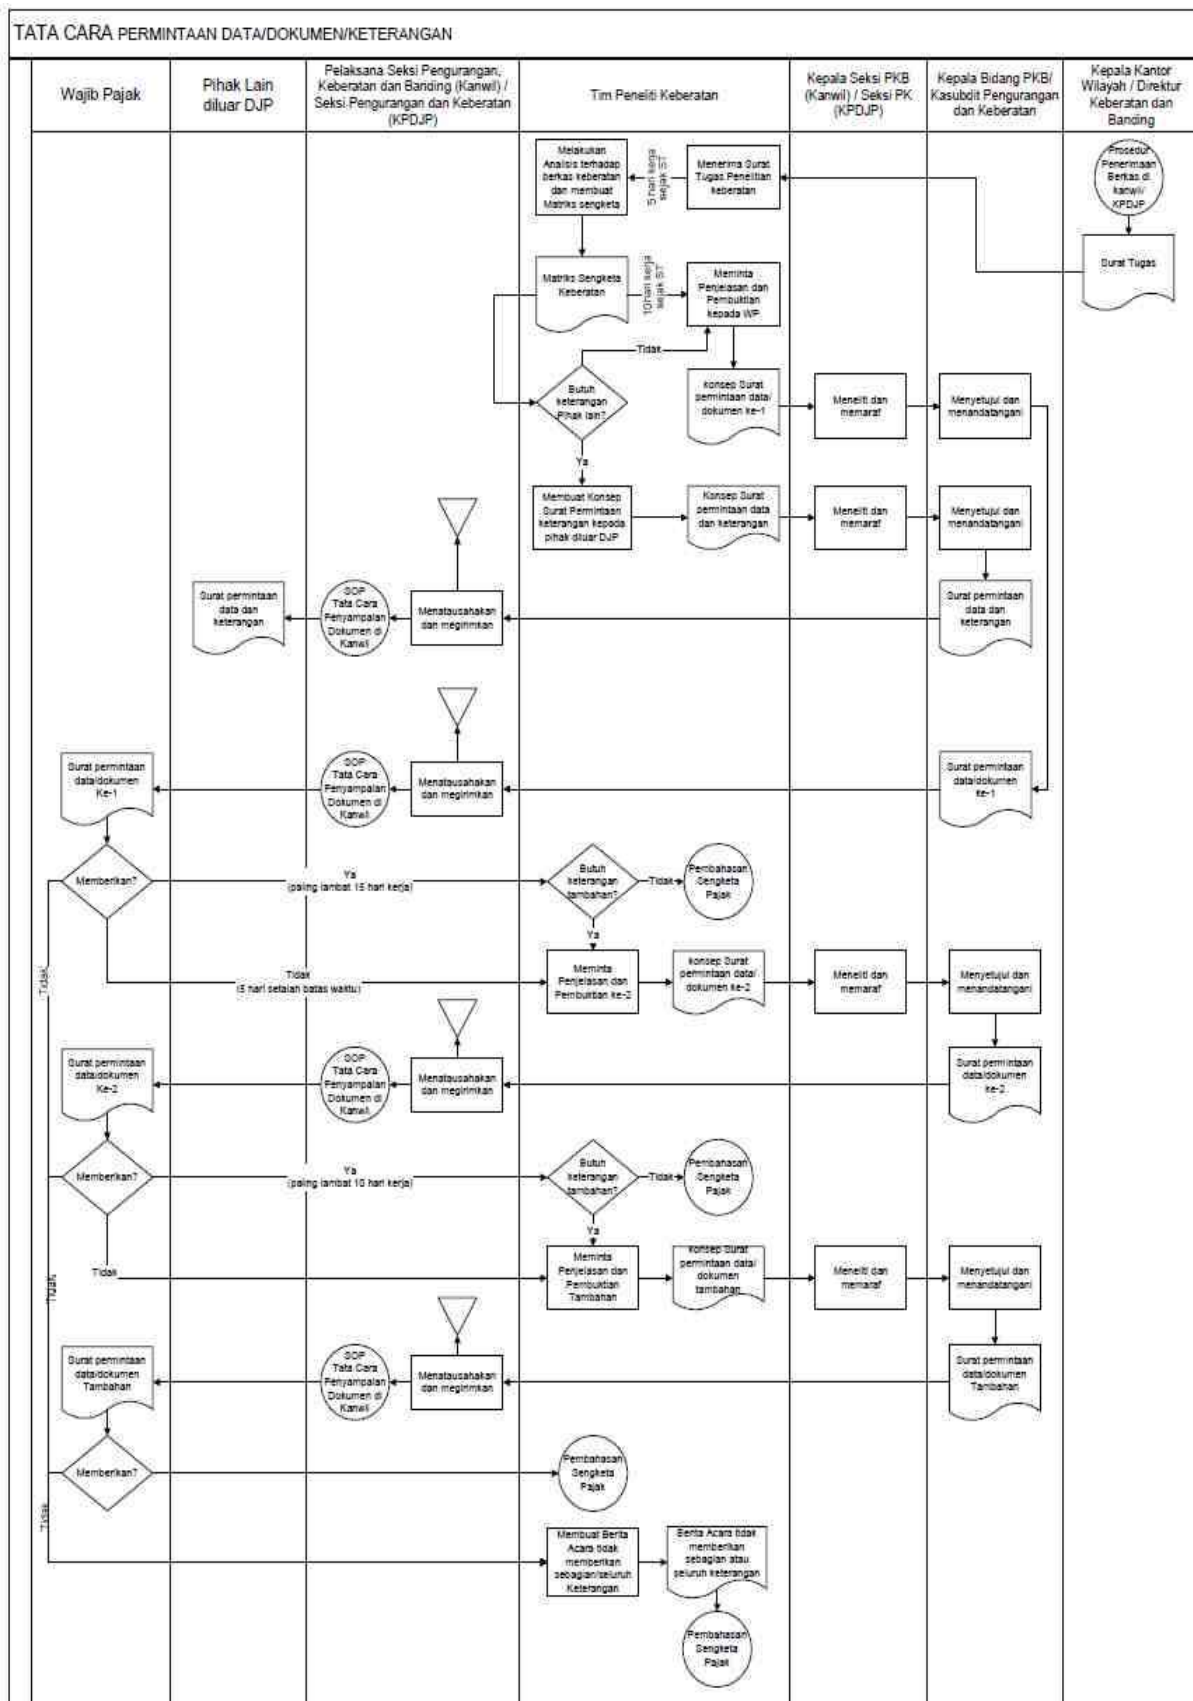 TATA CARA PERMINTAAN DATA/DOKUMEN/KETERANGAN
Wajib Pajak
Pihak Lain
diluar DJP
Pelaksana Seksi Pengurangan,
Keberatan dan Banding (Kanwil) /
Seksi Pengurangan dan Keberatan
(KPDJP)
Tim Peneliti Keberatan
Kepala Seksi PKB
(Kanwil) / Seksi PK
(KPDJP)
Kepala Bidang PKB/
Kasubdit Pengurangan
dan Keberatan
Kepala Kantor
Wilayah / Direktur
Keberatan dan
Banding
Melakukan
Analisis terhadap
berkas keberatan
dan membuat
Matriks sengketa
5 hari kerja
sejak ST
Menerima Surat
Tugas Penelitian
keberatan
Prosedur
Penerimaan
Berkas di
kanwil/
KPDJP
Surat Tugas
Matriks Sengketa
Keberatan
10 hari kerja
sejak ST
Meminta
Penjelasan dan
Pembuktian
kepada WP
Tidak
Butuh
keterangan
Pihak lain?
konsep Surat
permintaan data/
dokumen ke-1
Meneliti dan
memaraf
Menyetujui dan
menandatangani
Ya
Membuat Konsep
Surat Permintaan
keterangan kepada
pihak diluar DJP
Konsep Surat
permintaan data
dan keterangan
Meneliti dan
memaraf
Menyetujui dan
menandatangani
Surat permintaan
data dan
keterangan
SOP
Tata Cara
Penyampaian
Dokumen di
Kanwil
Menatausahakan
dan megirimkan
Surat permintaan
data dan
keterangan
Surat permintaan
data/dokumen
Ke-1
SOP
Tata Cara
Penyampaian
Dokumen di
Kanwil
Menatausahakan
dan megirimkan
Surat permintaan
data/dokumen
ke-1
Memberikan?
Ya
(paling lambat 15 hari kerja)
Butuh
keterangan
tambahan?
Tidak
Pembahasan
Sengketa
Pajak
Ya
Tidak
Tidak
(5 hari setalah batas waktu)
Meminta
Penjelasan dan
Pembuktian ke-2
konsep Surat
permintaan data/
dokumen ke-2
Meneliti dan
memaraf
Menyetujui dan
menandatangani
Surat permintaan
data/dokumen
Ke-2
SOP
Tata Cara
Penyampaian
Dokumen di
Kanwil
Menatausahakan
dan megirimkan
Surat permintaan
data/dokumen
ke-2
Memberikan?
Ya
(paling lambat 10 hari kerja)
Butuh
keterangan
tambahan?
Tidak
Pembahasan
Sengketa
Pajak
Ya
Tidak
Tidak
Meminta
Penjelasan dan
Pembuktian
Tambahan
konsep Surat
permintaan data/
dokumen
tambahan
Meneliti dan
memaraf
Menyetujui dan
menandatangani
Surat permintaan
data/dokumen
Tambahan
SOP
Tata Cara
Penyampaian
Dokumen di
Kanwil
Menatausahakan
dan megirimkan
Surat permintaan
data/dokumen
Tambahan
Memberikan?
Pembahasan
Sengketa
Pajak
Tidak
Membuat Berita
Acara tidak
memberikan
sebagian/seluruh
Keterangan
Berita Acara tidak
memberikan
sebagian atau
seluruh keterangan
Pembahasan
Sengketa
Pajak